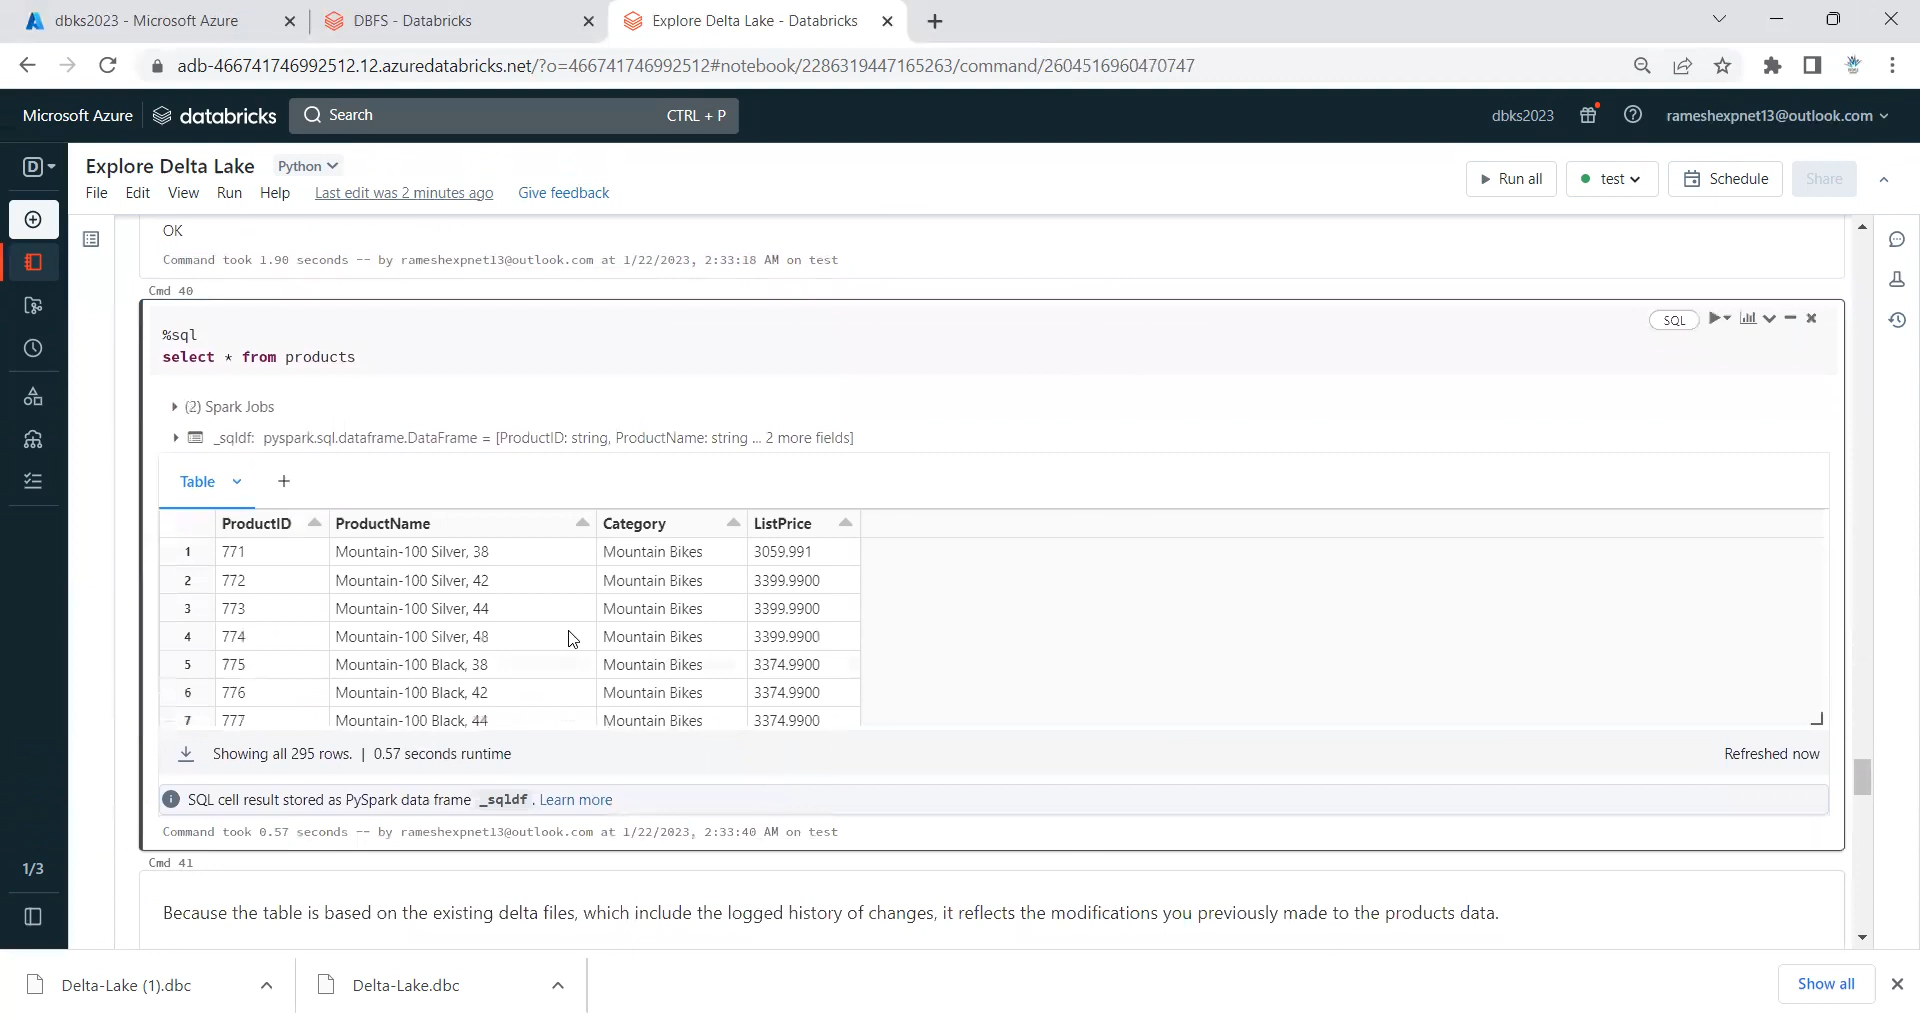 dbks2023 - Microsoft Azure
DBFS - Databricks
Explore Delta Lake - Databricks
adb-466741746992512.12.azuredatabricks.net/?o=466741746992512#notebook/2286319447165263/command/2604516960470747
Microsoft Azure
databricks
Search
CTRL + P
dbks2023
rameshexpnet13@outlook.com
D
Explore Delta Lake
Python
File
Edit
View
Run
Help
Last edit was 2 minutes ago
Give feedback
Run all
test
Schedule
Share
OK
Command took 1.90 seconds -- by rameshexpnet13@outlook.com at 1/22/2023, 2:33:18 AM on test
Cmd 40
%sql
SQL
select * from products
(2) Spark Jobs
_sqldf: pyspark.sql.dataframe.DataFrame = [ProductID: string, ProductName: string ... 2 more fields]
Table
ProductID ProductName Category ListPrice
1 771 Mountain-100 Silver, 38 Mountain Bikes 3059.991
2 772 Mountain-100 Silver, 42 Mountain Bikes 3399.9900
3 773 Mountain-100 Silver, 44 Mountain Bikes 3399.9900
4 774 Mountain-100 Silver, 48 Mountain Bikes 3399.9900
5 775 Mountain-100 Black, 38 Mountain Bikes 3374.9900
6 776 Mountain-100 Black, 42 Mountain Bikes 3374.9900
7 777 Mountain-100 Black, 44 Mountain Bikes 3374.9900
Showing all 295 rows. | 0.57 seconds runtime
Refreshed now
SQL cell result stored as PySpark data frame _sqldf. Learn more
Command took 0.57 seconds -- by rameshexpnet13@outlook.com at 1/22/2023, 2:33:40 AM on test
Cmd 41
1/3
Because the table is based on the existing delta files, which include the logged history of changes, it reflects the modifications you previously made to the products data.
Delta-Lake (1).dbc
Delta-Lake.dbc
Show all